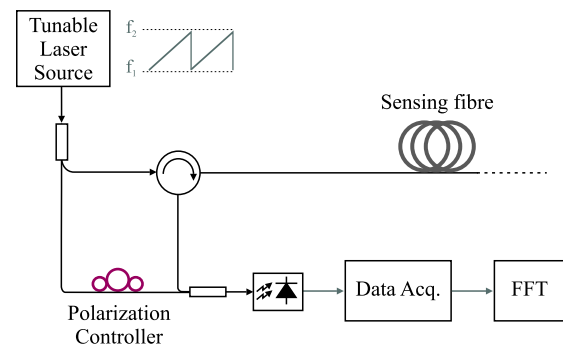 Tunable
Laser
Source
f₂
f₁
Sensing fibre
Polarization
Controller
Data Acq.
FFT